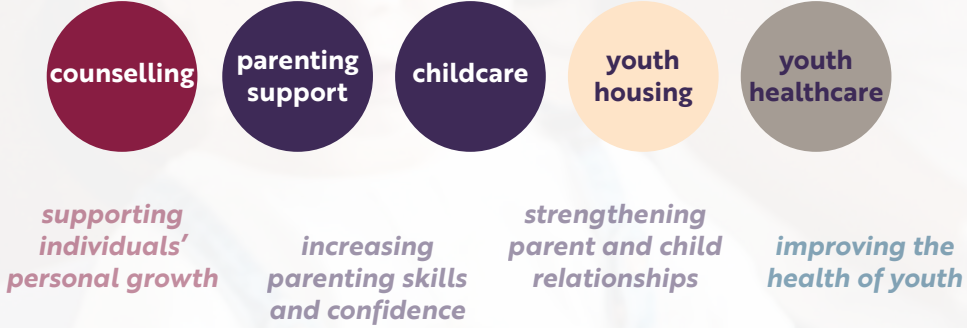 counselling
parenting
support
childcare
youth
housing
youth
healthcare
supporting
individuals’
personal growth
increasing
parenting skills
and confidence
strengthening
parent and child
relationships
improving the
health of youth